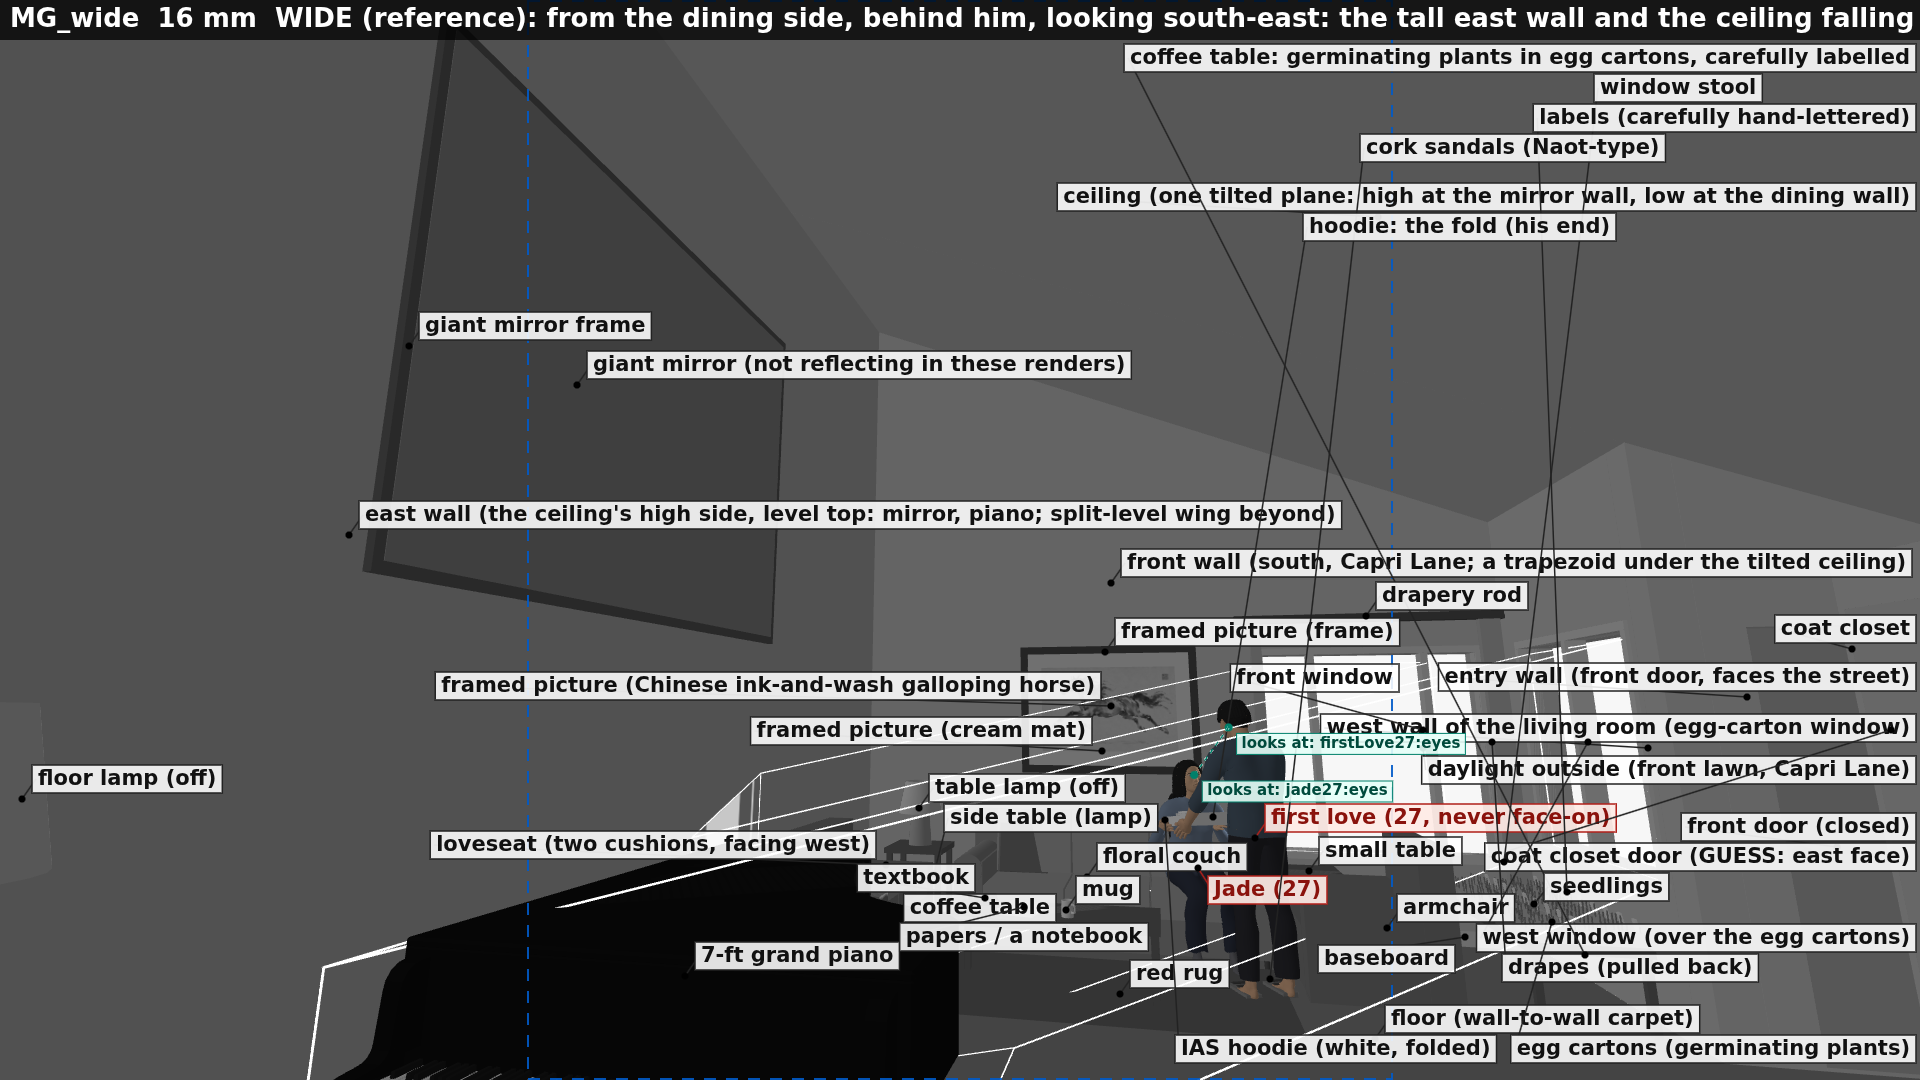 MG_wide 16 mm WIDE (reference): from the dining side, behind him, looking south-east: the tall east wall and the ceiling falling
coffee table: germinating plants in egg cartons, carefully labelled
window stool
labels (carefully hand-lettered)
cork sandals (Naot-type)
ceiling (one tilted plane: high at the mirror wall, low at the dining wall)
hoodie: the fold (his end)
giant mirror frame
giant mirror (not reflecting in these renders)
east wall (the ceiling's high side, level top: mirror, piano; split-level wing beyond)
front wall (south, Capri Lane; a trapezoid under the tilted ceiling)
drapery rod
framed picture (frame)
coat closet
framed picture (Chinese ink-and-wash galloping horse)
front window
entry wall (front door, faces the street)
framed picture (cream mat)
west wall of the living room (egg-carton window)
looks at: firstLove27:eyes
daylight outside (front lawn, Capri Lane)
floor lamp (off)
table lamp (off)
looks at: jade27:eyes
side table (lamp)
first love (27, never face-on)
front door (closed)
loveseat (two cushions, facing west)
floral couch
small table
coat closet door (GUESS: east face)
textbook
mug
Jade (27)
seedlings
coffee table
armchair
papers / a notebook
west window (over the egg cartons)
7-ft grand piano
baseboard
drapes (pulled back)
red rug
floor (wall-to-wall carpet)
IAS hoodie (white, folded)
egg cartons (germinating plants)